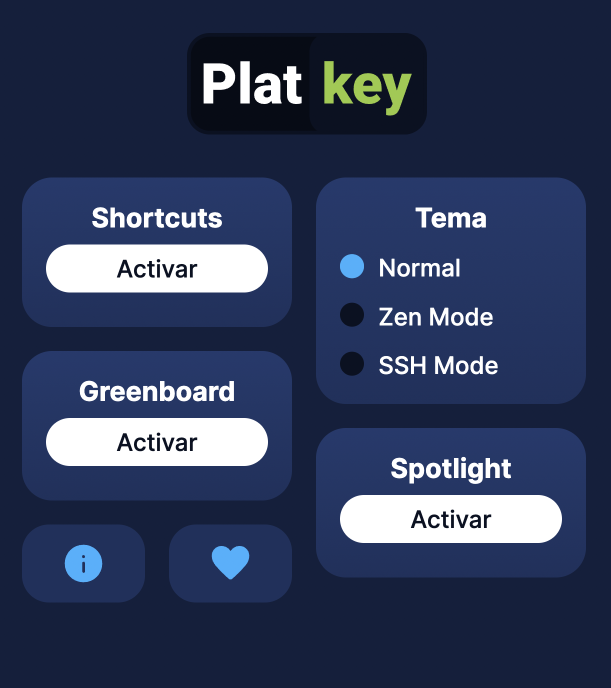 Plat key
Shortcuts
Activar
Greenboard
Activar
Tema
Normal
Zen Mode
SSH Mode
Spotlight
Activar